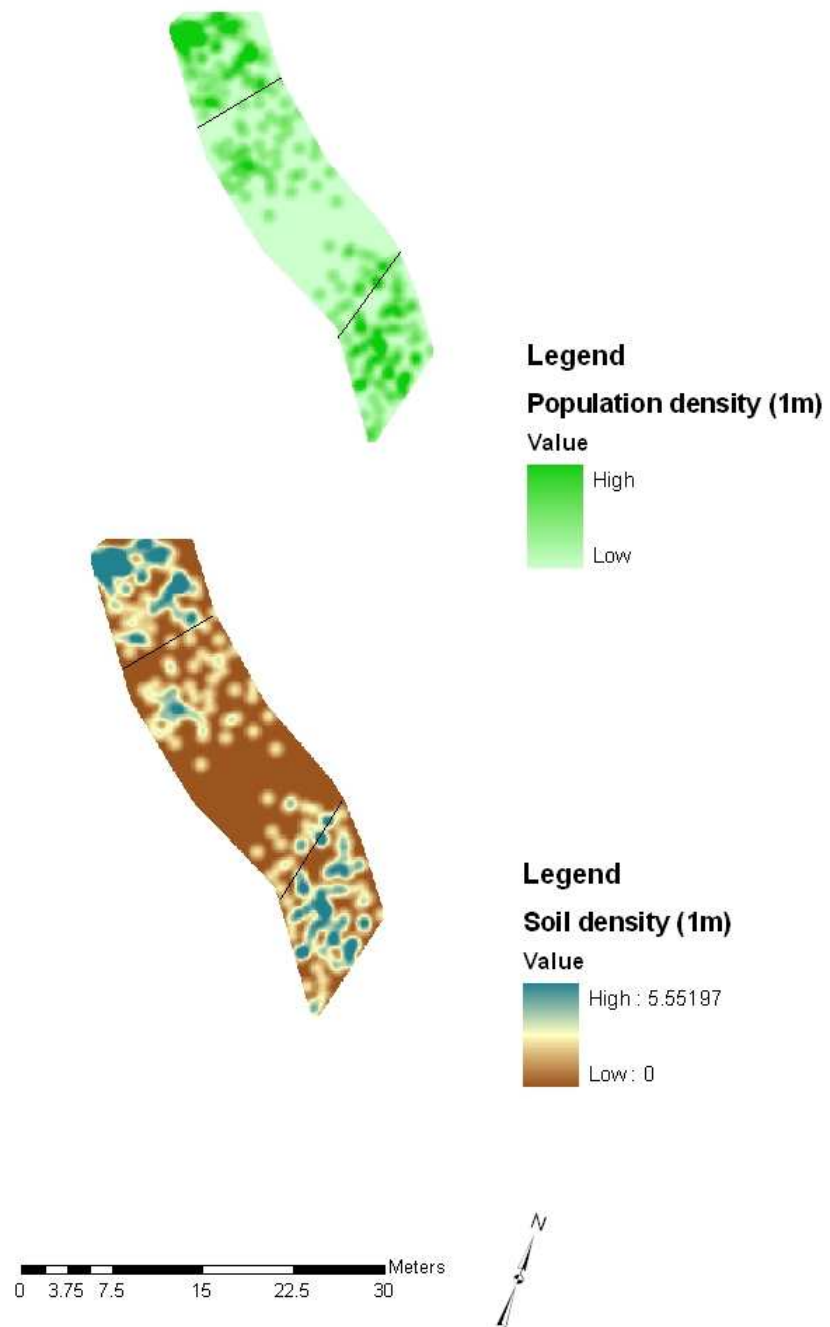 Legend
Population density (1m)
Value
High
Low
Legend
Soil density (1m)
Value
High : 5.55197
Low : 0
N
Meters
0 3.75 7.5 15 22.5 30